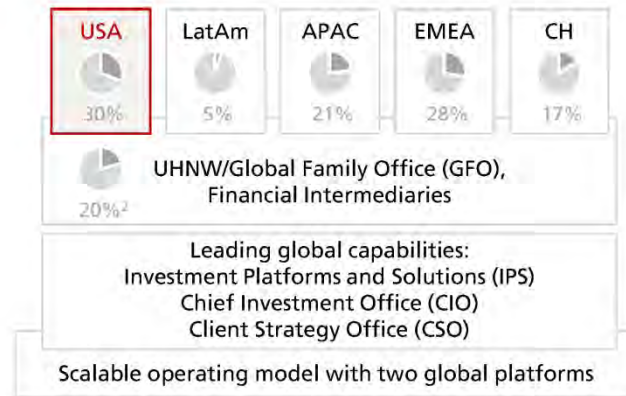 USA LatAm APAC EMEA CH
30% 5% 21% 28% 17%
UHNW/Global Family Office (GFO),
Financial Intermediaries
20%²
Leading global capabilities:
Investment Platforms and Solutions (IPS)
Chief Investment Office (CIO)
Client Strategy Office (CSO)
Scalable operating model with two global platforms